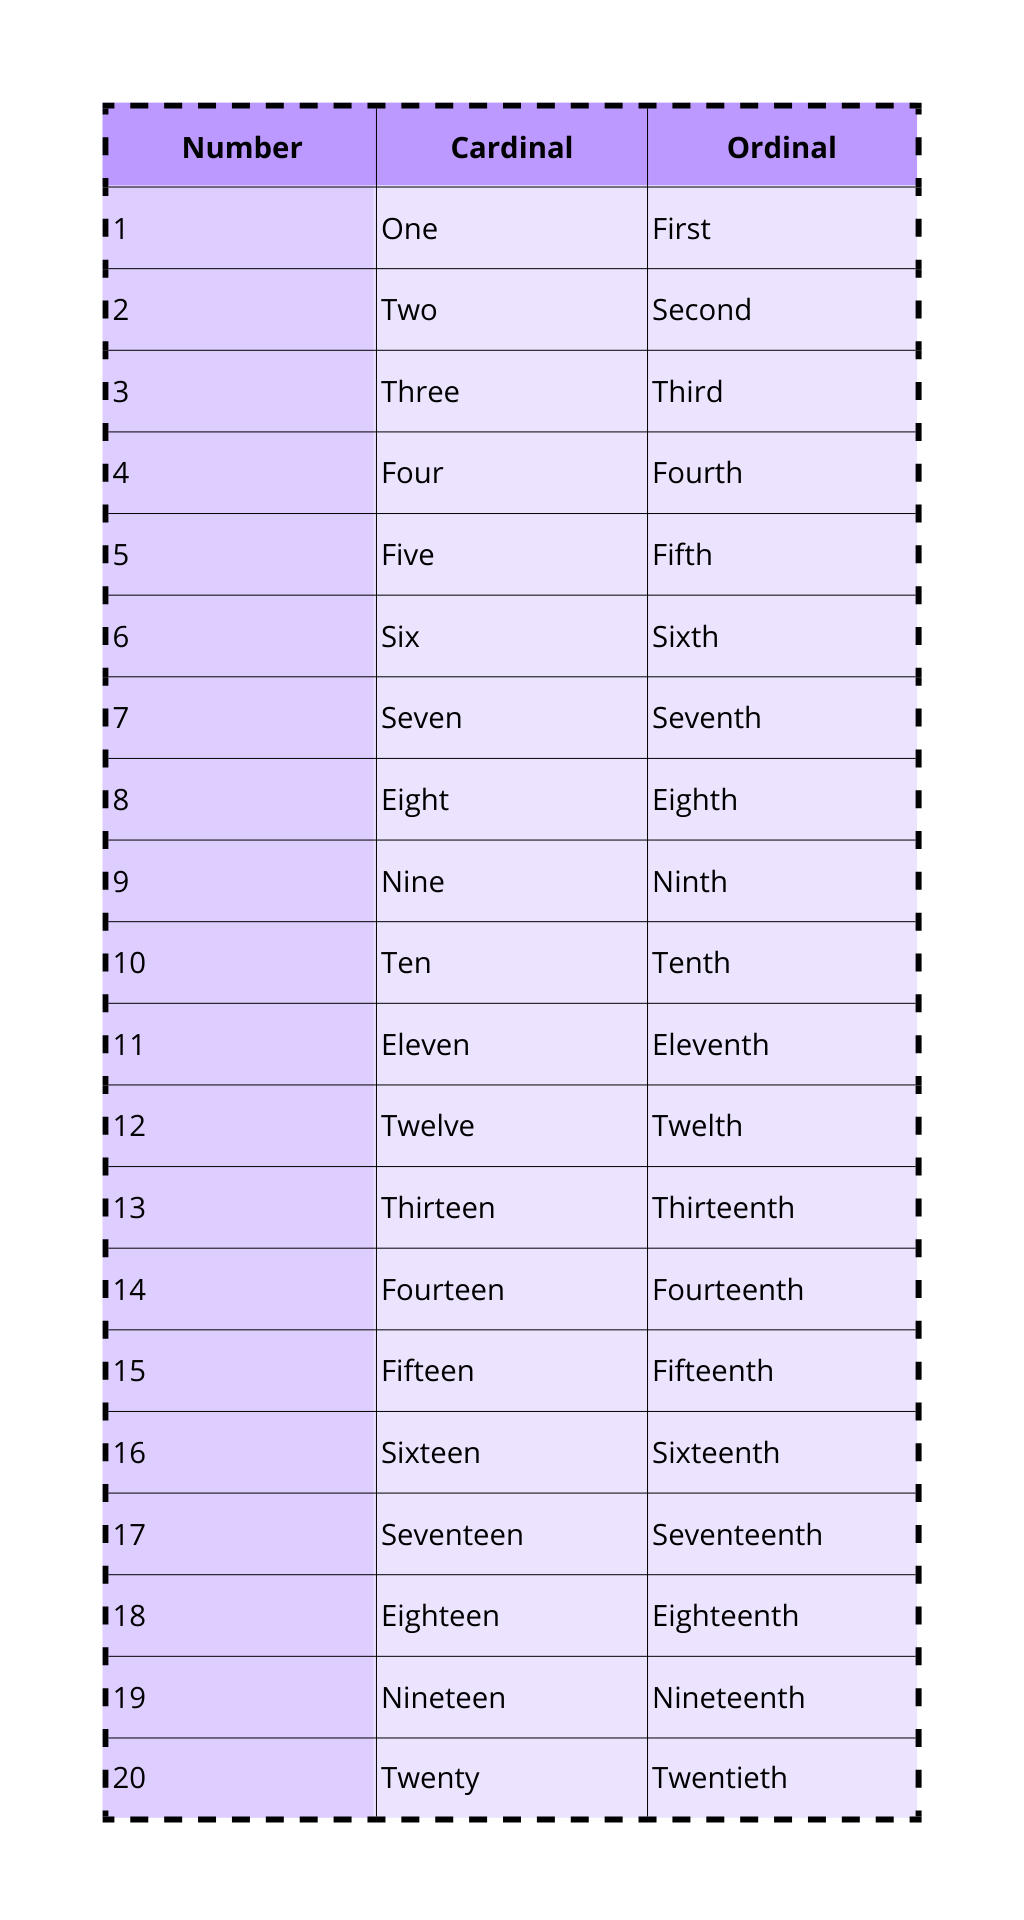 Number Cardinal Ordinal
1 One First
2 Two Second
3 Three Third
4 Four Fourth
5 Five Fifth
6 Six Sixth
7 Seven Seventh
8 Eight Eighth
9 Nine Ninth
10 Ten Tenth
11 Eleven Eleventh
12 Twelve Twelth
13 Thirteen Thirteenth
14 Fourteen Fourteenth
15 Fifteen Fifteenth
16 Sixteen Sixteenth
17 Seventeen Seventeenth
18 Eighteen Eighteenth
19 Nineteen Nineteenth
20 Twenty Twentieth